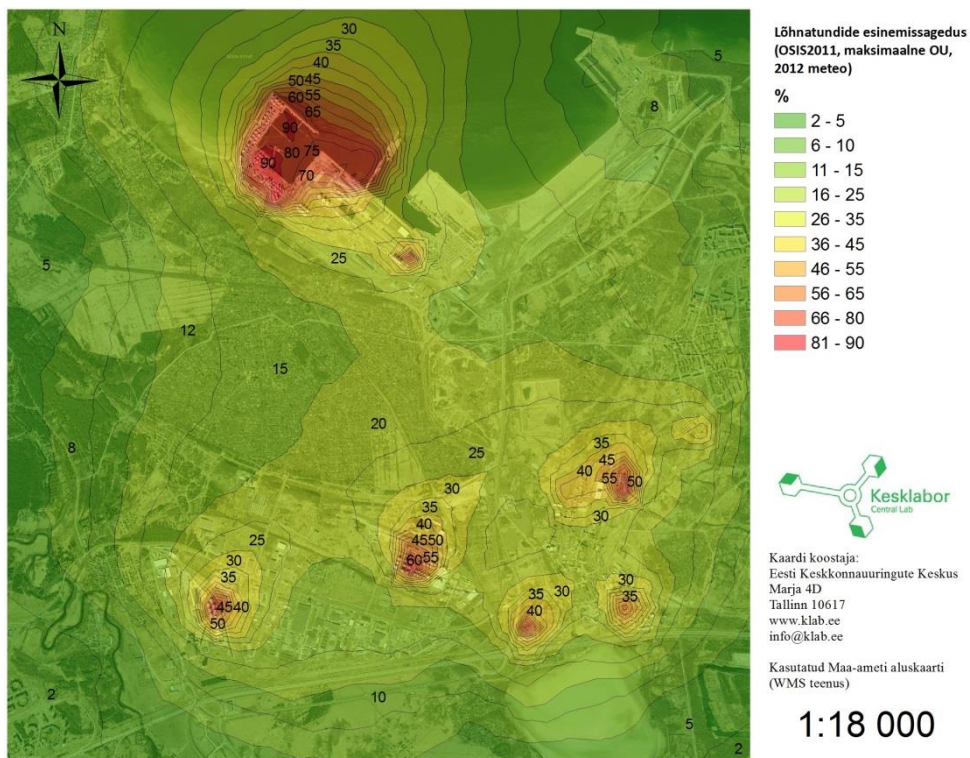 N
30
35
40
50 45
60 55
65
90
80 75
90
70
25
5
8
5
12
15
20
25
8
35
45
40
55 50
30
30
35
40
45 50
55
60
25
30
35
45 40
50
35 30
40
30
35
10
2
5
2
Lõhnatundide esinemissagedus
(OSIS2011, maksimaalne OU,
2012 meteo)
%
2 - 5
6 - 10
11 - 15
16 - 25
26 - 35
36 - 45
46 - 55
56 - 65
66 - 80
81 - 90
Kesklabor
Central Lab
Kaardi koostaja:
Eesti Keskkonnauuringute Keskus
Marja 4D
Tallinn 10617
www.klab.ee
info@klab.ee
Kasutatud Maa-ameti aluskaarti
(WMS teenus)
1:18 000